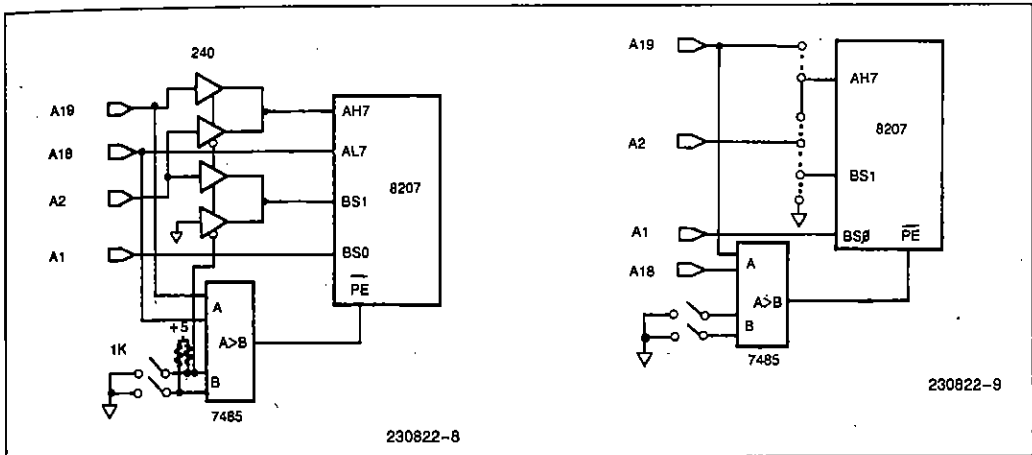 240
A19
AH7
A18
AL7
8207
A2
BS1
A1
BS0
PE
A
+5
1K
A>B
B
7485
230822-8
A19
AH7
8207
A2
BS1
A1
BSØ
PE
A18
A
A>B
B
7485
230822-9